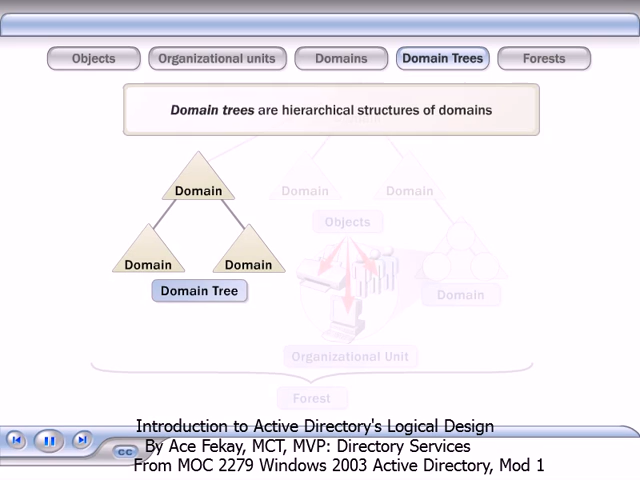 Objects
Organizational units
Domains
Domain Trees
Forests
Domain trees are hierarchical structures of domains
Domain
Domain
Domain
Objects
Domain
Domain
Domain Tree
Domain
Organizational Unit
Forest
Introduction to Active Directory's Logical Design
CC
By Ace Fekay, MCT, MVP: Directory Services
From MOC 2279 Windows 2003 Active Directory, Mod 1